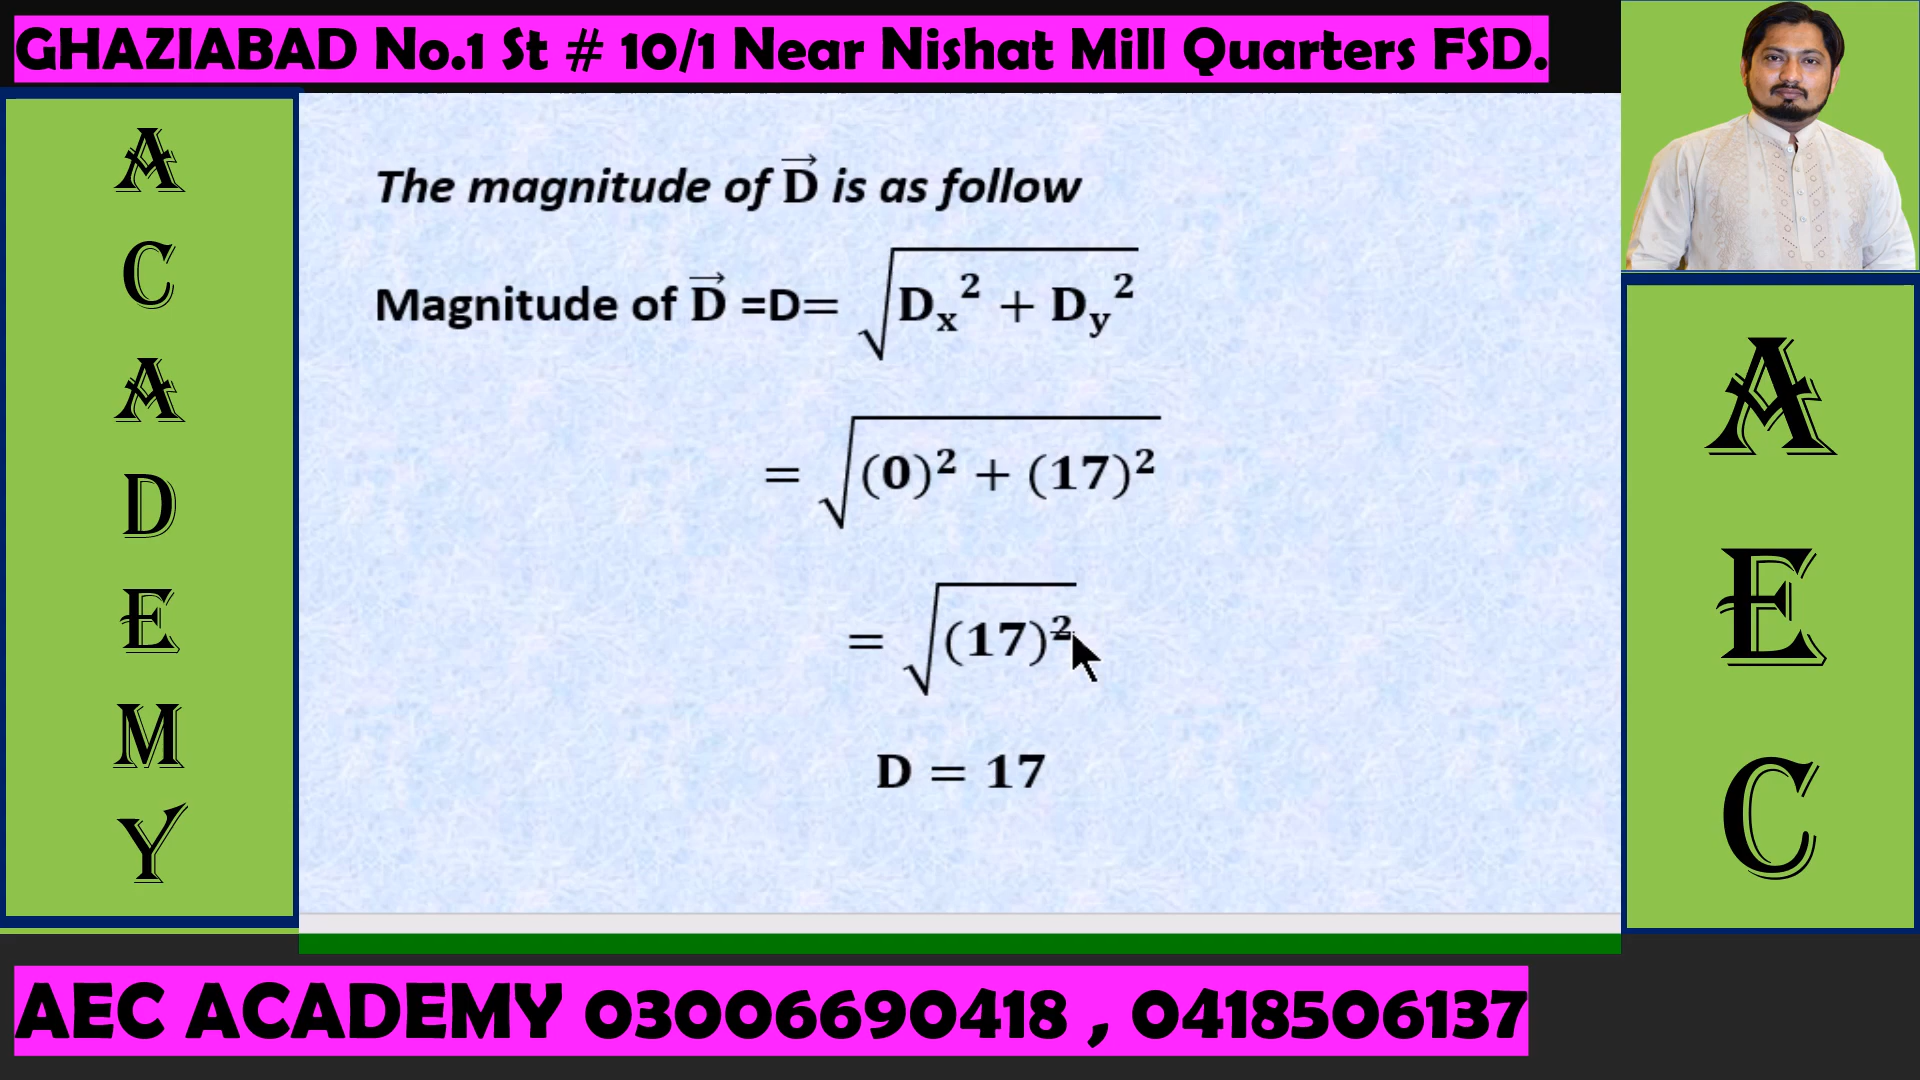 GHAZIABAD No.1 St # 10/1 Near Nishat Mill Quarters FSD.
A
C
A
D
E
M
Y
The magnitude of D⃗ is as follow
Magnitude of D⃗ =D= √(Dₓ² + D_y²)
= √((0)² + (17)²)
= √((17)²)
D = 17
A
E
C
AEC ACADEMY 03006690418 , 0418506137